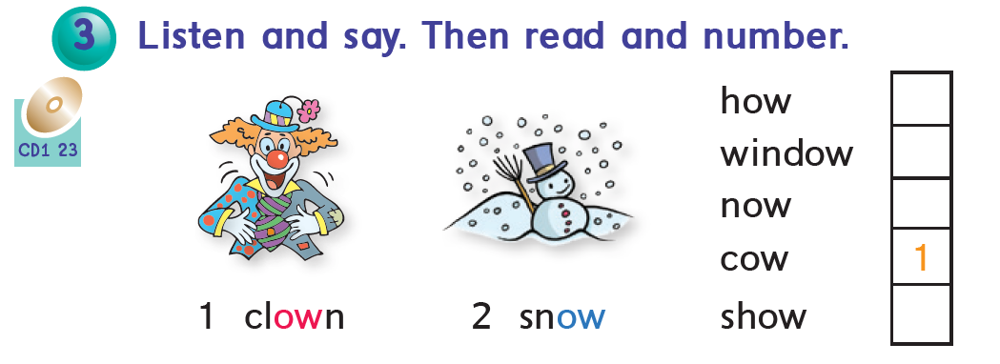 3 Listen and say. Then read and number.
CD1 23
how
window
now
cow 1
show
1 clown 2 snow